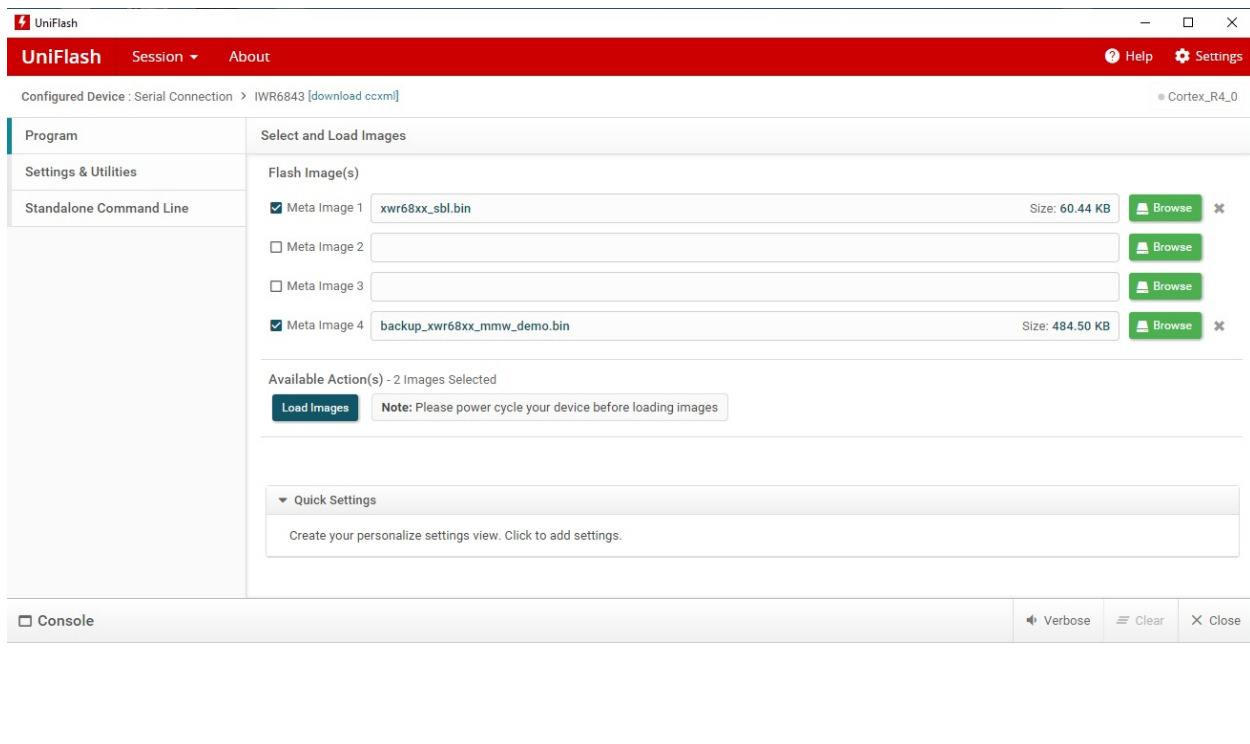 UniFlash
UniFlash Session About Help Settings
Configured Device : Serial Connection > IWR6843 [download ccxml] Cortex_R4_0
Program Select and Load Images
Settings & Utilities
Standalone Command Line
Flash Image(s)
Meta Image 1 xwr68xx_sbl.bin Size: 60.44 KB Browse
Meta Image 2 Browse
Meta Image 3 Browse
Meta Image 4 backup_xwr68xx_mmw_demo.bin Size: 484.50 KB Browse
Available Action(s) - 2 Images Selected
Load Images Note: Please power cycle your device before loading images
Quick Settings
Create your personalize settings view. Click to add settings.
Console Verbose Clear Close